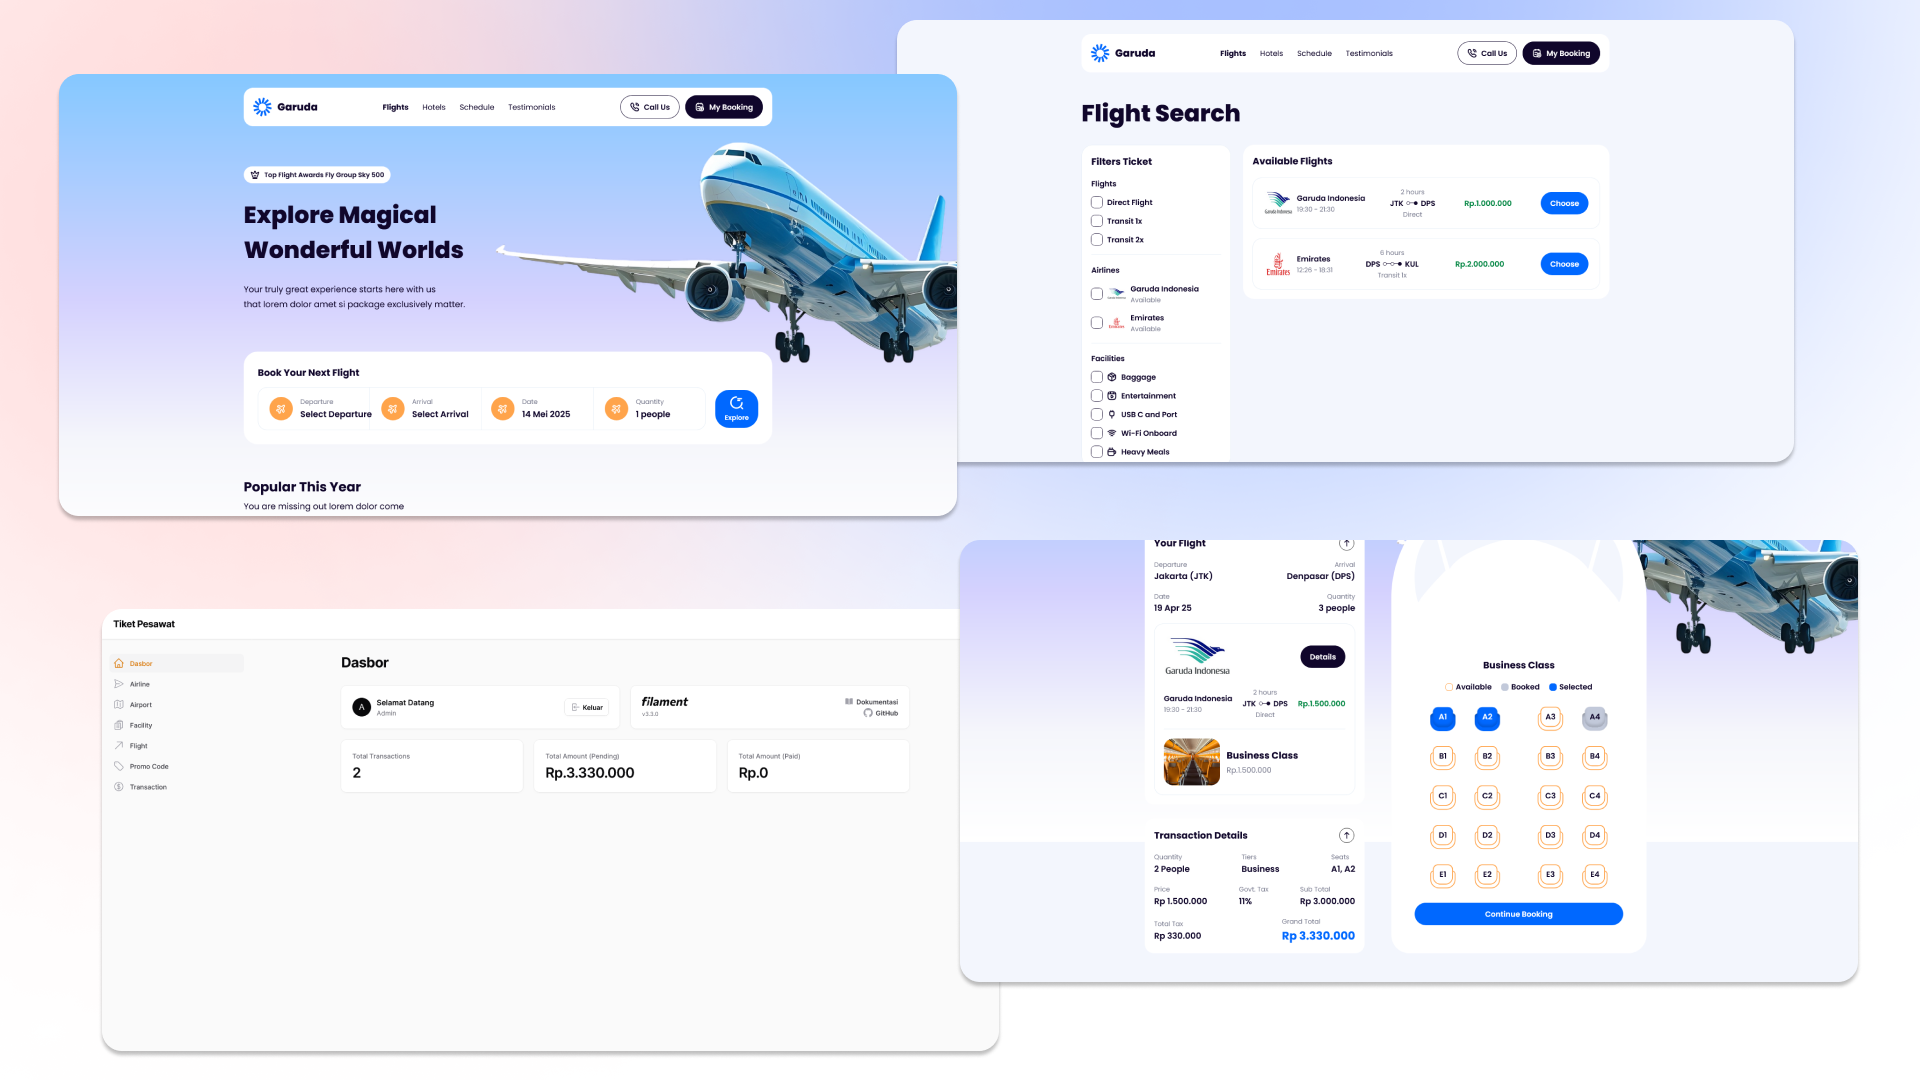 Garuda
Flights Hotels Schedule Testimonials
Call Us
My Booking
Top Flight Awards Fly Group Sky 500
Explore Magical
Wonderful Worlds
Your truly great experience starts here with us
that lorem dolor amet si package exclusively matter.
Book Your Next Flight
Departure
Select Departure
Arrival
Select Arrival
Date
14 Mei 2025
Quantity
1 people
Explore
Popular This Year
You are missing out lorem dolor come
Garuda
Flights Hotels Schedule Testimonials
Call Us
My Booking
Flight Search
Filters Ticket
Flights
Direct Flight
Transit 1x
Transit 2x
Airlines
Garuda Indonesia
Available
Emirates
Emirates
Available
Facilities
Baggage
Entertainment
USB C and Port
Wi-Fi Onboard
Heavy Meals
Available Flights
Garuda Indonesia
Garuda Indonesia
19:30 - 21:30
2 hours
JTK DPS
Direct
Rp.1.000.000
Choose
Emirates
Emirates
12:26 - 18:31
6 hours
DPS KUL
Transit 1x
Rp.2.000.000
Choose
Tiket Pesawat
Dasbor
Airline
Airport
Facility
Flight
Promo Code
Transaction
Dasbor
A
Selamat Datang
Admin
Keluar
filament
v3.3.0
Dokumentasi
GitHub
Total Transactions
2
Total Amount (Pending)
Rp.3.330.000
Total Amount (Paid)
Rp.0
Your Flight
Departure
Jakarta (JTK)
Arrival
Denpasar (DPS)
Date
19 Apr 25
Quantity
3 people
Garuda Indonesia
Details
Garuda Indonesia
19:30 - 21:30
2 hours
JTK DPS
Direct
Rp.1.500.000
Business Class
Rp.1.500.000
Transaction Details
Quantity
2 People
Tiers
Business
Seats
A1, A2
Price
Rp 1.500.000
Govt. Tas
11%
Sub Total
Rp 3.000.000
Total Tax
Rp 330.000
Grand Total
Rp 3.330.000
Business Class
Available Booked Selected
A1 A2 A3 A4
B1 B2 B3 B4
C1 C2 C3 C4
D1 D2 D3 D4
E1 E2 E3 E4
Continue Booking